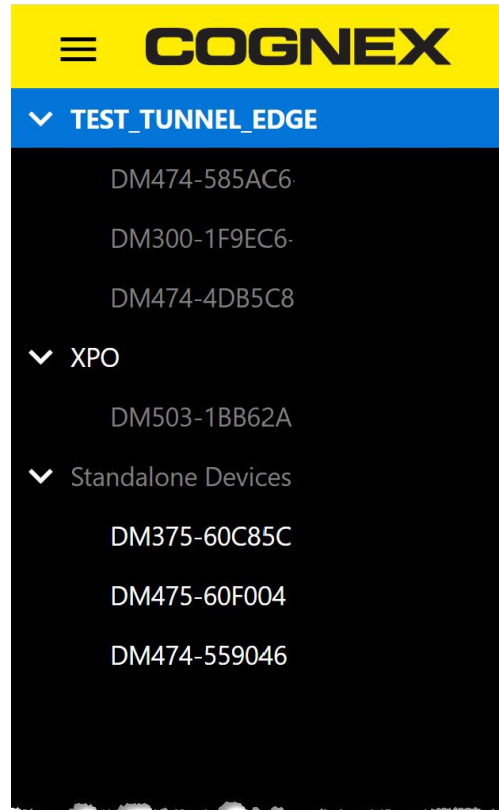 COGNEX
TEST_TUNNEL_EDGE
DM474-585AC6-
DM300-1F9EC6-
DM474-4DB5C8
XPO
DM503-1BB62A
Standalone Devices
DM375-60C85C
DM475-60F004
DM474-559046